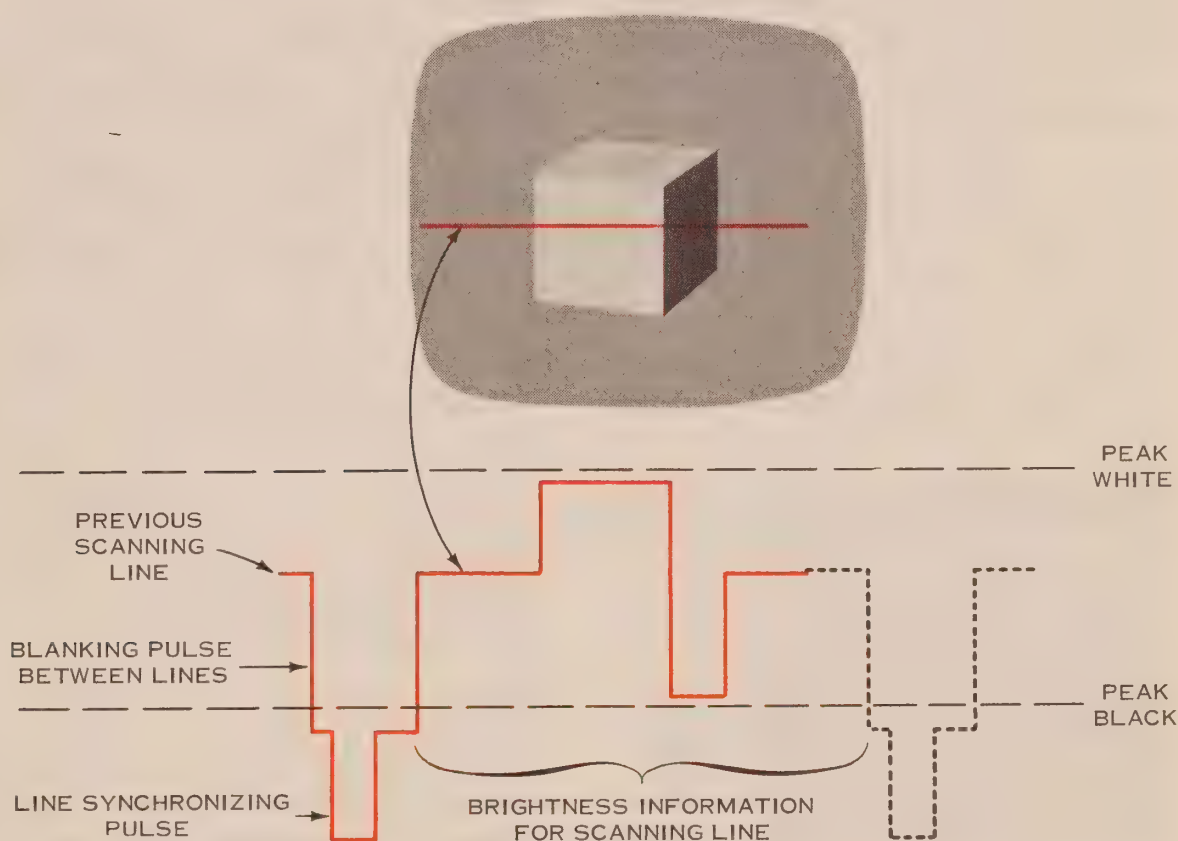 PEAK
WHITE
PREVIOUS
SCANNING
LINE
BLANKING PULSE
BETWEEN LINES
PEAK
BLACK
LINE SYNCHRONIZING
PULSE
BRIGHTNESS INFORMATION
FOR SCANNING LINE